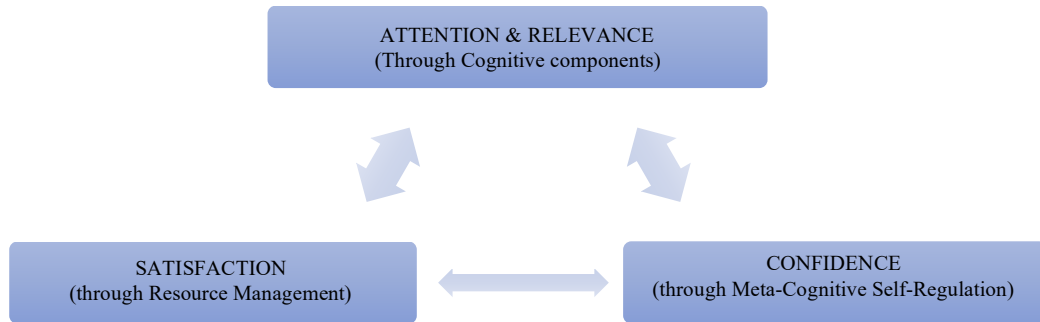 ATTENTION & RELEVANCE
(Through Cognitive components)
SATISFACTION
(through Resource Management)
CONFIDENCE
(through Meta-Cognitive Self-Regulation)